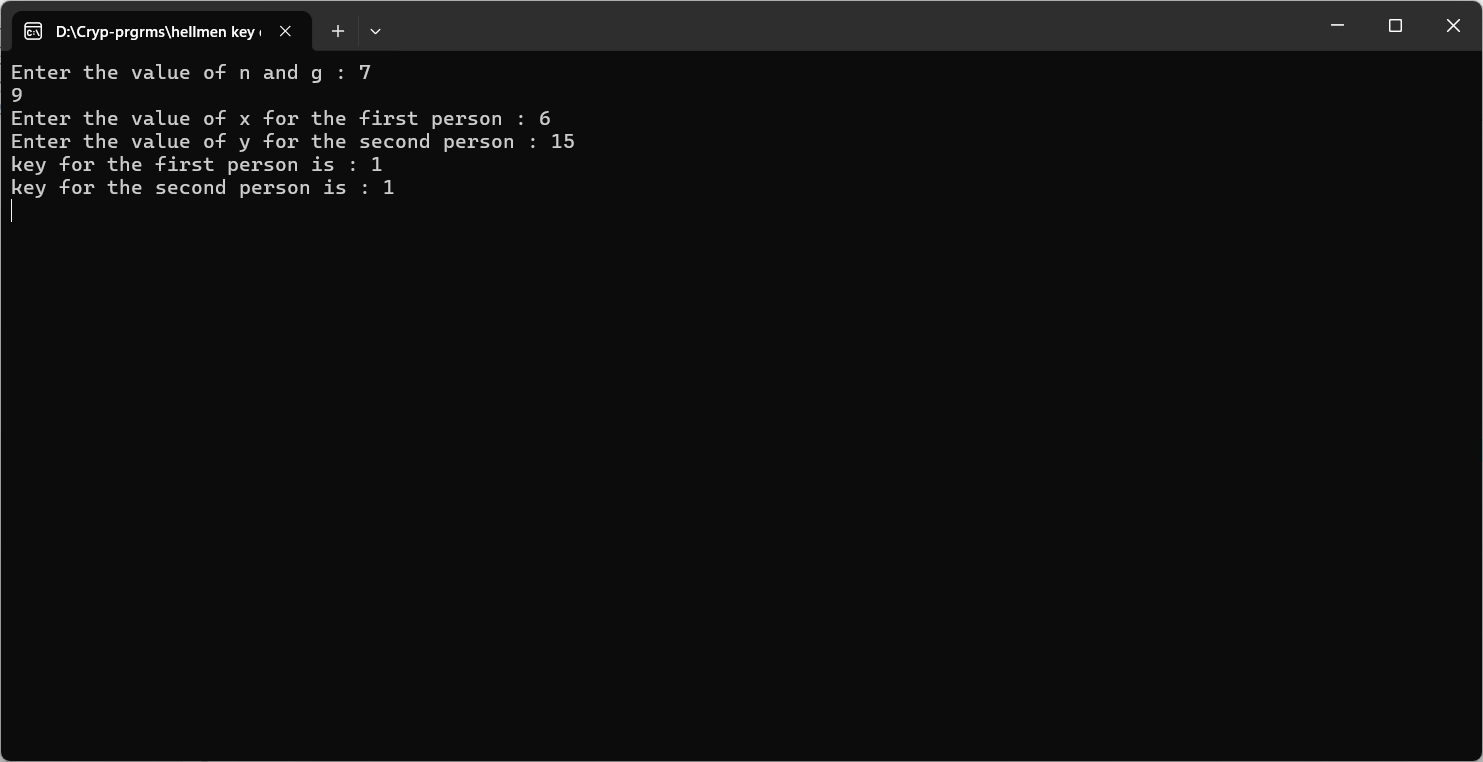 D:\Cryp-prgrms\hellmen key
Enter the value of n and g : 7
9
Enter the value of x for the first person : 6
Enter the value of y for the second person : 15
key for the first person is : 1
key for the second person is : 1